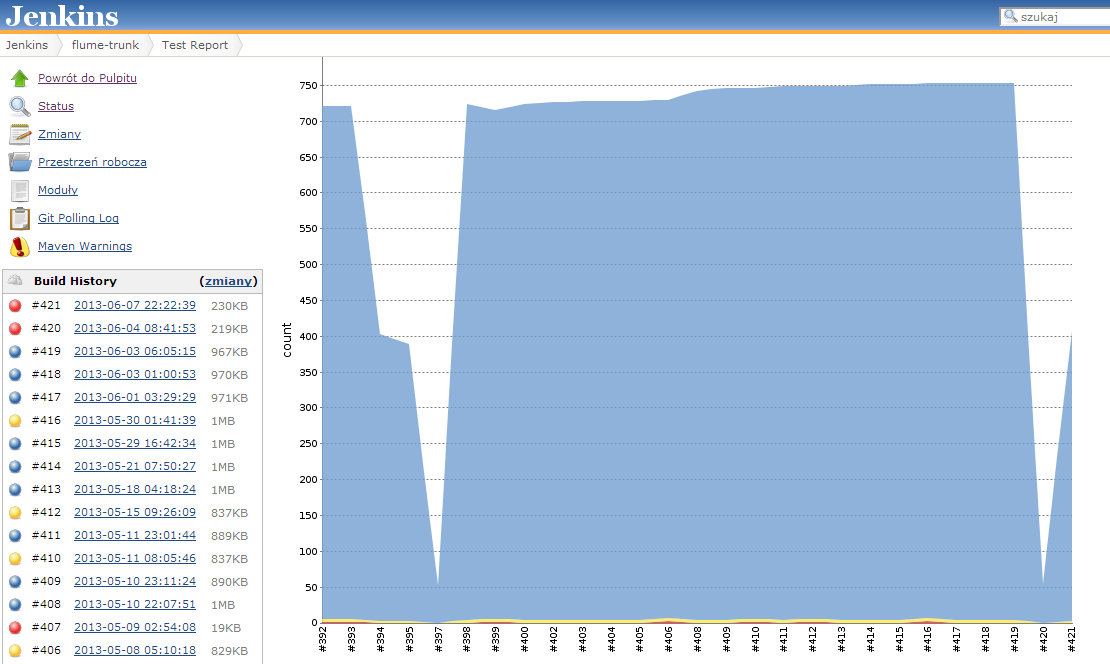 Jenkins
szukaj
Jenkins flume-trunk Test Report
Powrót do Pulpitu
Status
Zmiany
Przestrzeń robocza
Moduły
Git Polling Log
Maven Warnings
Build History (zmiany)
#421 2013-06-07 22:22:39 230KB
#420 2013-06-04 08:41:53 219KB
#419 2013-06-03 06:05:15 967KB
#418 2013-06-03 01:00:53 970KB
#417 2013-06-01 03:29:29 971KB
#416 2013-05-30 01:41:39 1MB
#415 2013-05-29 16:42:34 1MB
#414 2013-05-21 07:50:27 1MB
#413 2013-05-18 04:18:24 1MB
#412 2013-05-15 09:26:09 837KB
#411 2013-05-11 23:01:44 889KB
#410 2013-05-11 08:05:46 837KB
#409 2013-05-10 23:11:24 890KB
#408 2013-05-10 22:07:51 1MB
#407 2013-05-09 02:54:08 19KB
#406 2013-05-08 05:10:18 829KB
count
750
700
650
600
550
500
450
400
350
300
250
200
150
100
50
0
#392
#393
#394
#395
#397
#398
#399
#400
#402
#403
#404
#405
#406
#408
#409
#410
#411
#412
#413
#414
#415
#416
#417
#418
#419
#420
#421